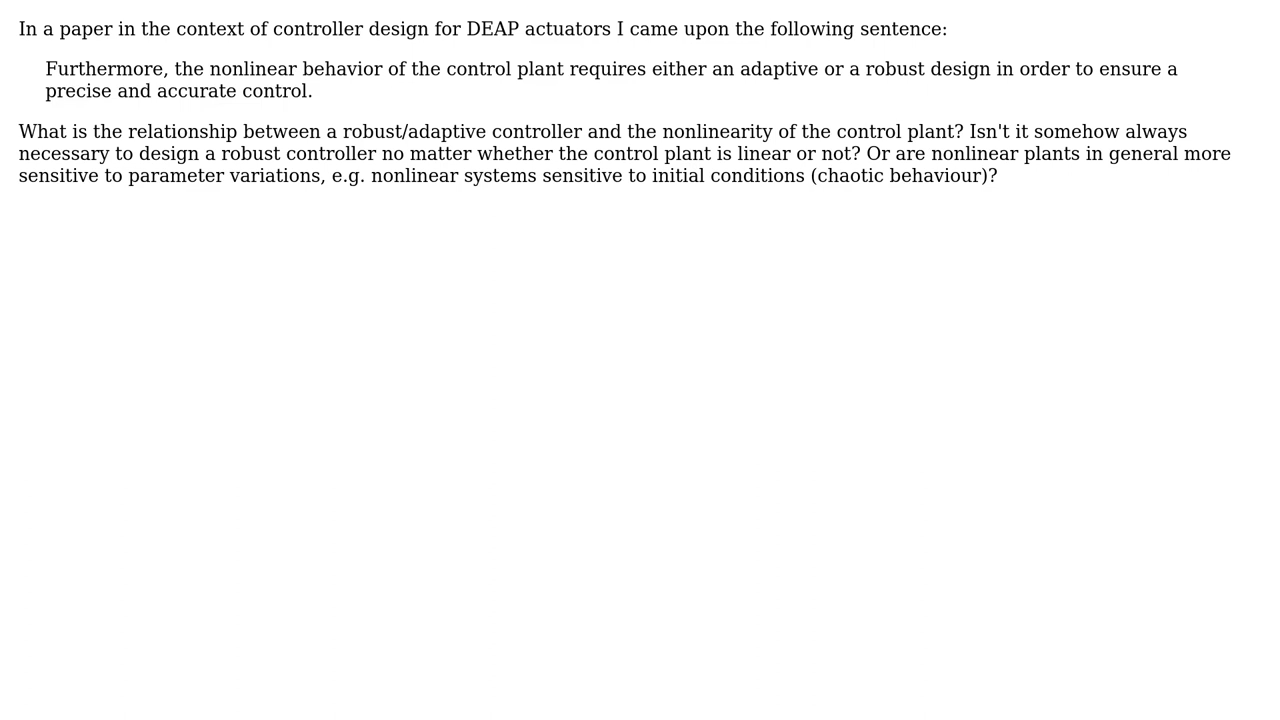 In a paper in the context of controller design for DEAP actuators I came upon the following sentence:
Furthermore, the nonlinear behavior of the control plant requires either an adaptive or a robust design in order to ensure a
precise and accurate control.
What is the relationship between a robust/adaptive controller and the nonlinearity of the control plant? Isn't it somehow always
necessary to design a robust controller no matter whether the control plant is linear or not? Or are nonlinear plants in general more
sensitive to parameter variations, e.g. nonlinear systems sensitive to initial conditions (chaotic behaviour)?